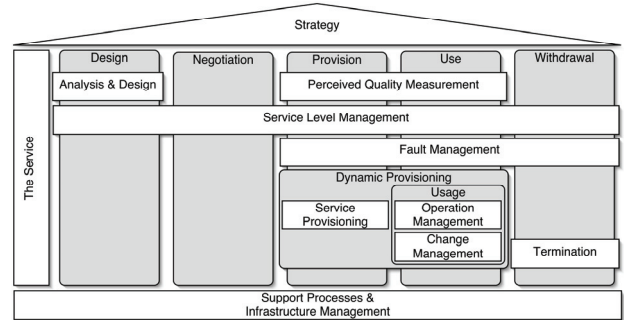 Strategy
Design
Negotiation
Provision
Use
Withdrawal
Analysis & Design
Perceived Quality Measurement
Service Level Management
The Service
Fault Management
Dynamic Provisioning
Usage
Service
Provisioning
Operation
Management
Change
Management
Termination
Support Processes &
Infrastructure Management